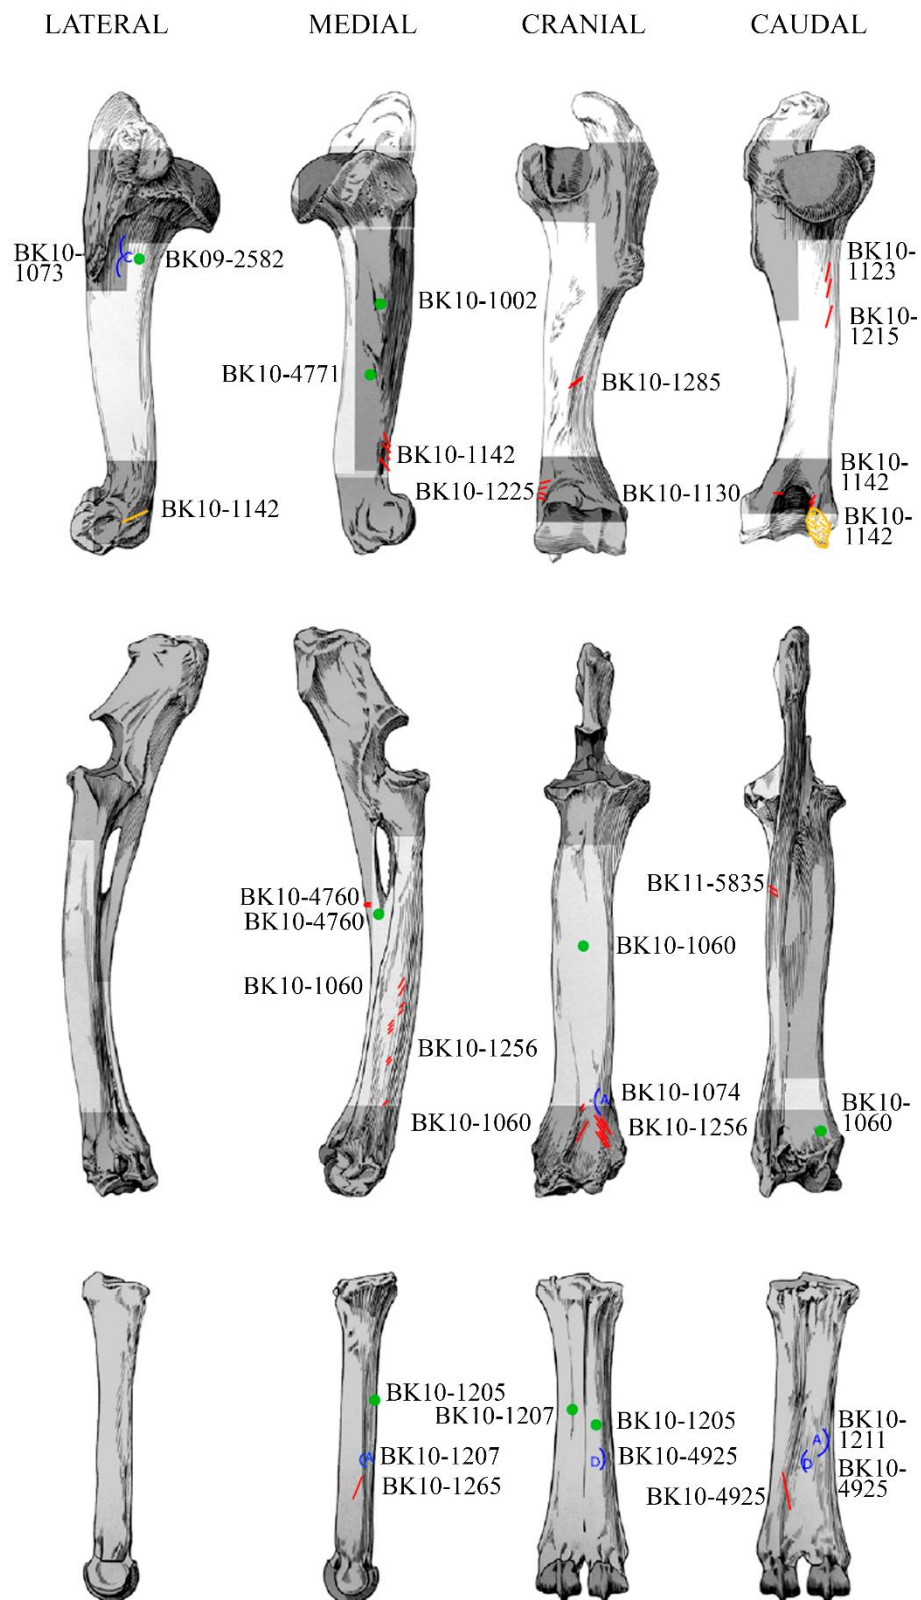 LATERAL MEDIAL CRANIAL CAUDAL
BK10-
1073
C
BK09-2582
BK10-1142
BK10-1002
BK10-4771
BK10-1142
BK10-1285
BK10-1225
BK10-1130
BK10-
1123
BK10-
1215
BK10-
1142
BK10-
1142
BK10-4760
BK10-4760
BK10-1060
BK10-1256
BK10-1060
BK10-1060
A
BK10-1074
BK10-1256
BK11-5835
BK10-
1060
BK10-1205
A
BK10-1207
BK10-1265
BK10-1207
BK10-1205
D
BK10-4925
BK10-
1211
A
D
BK10-
4925
BK10-4925